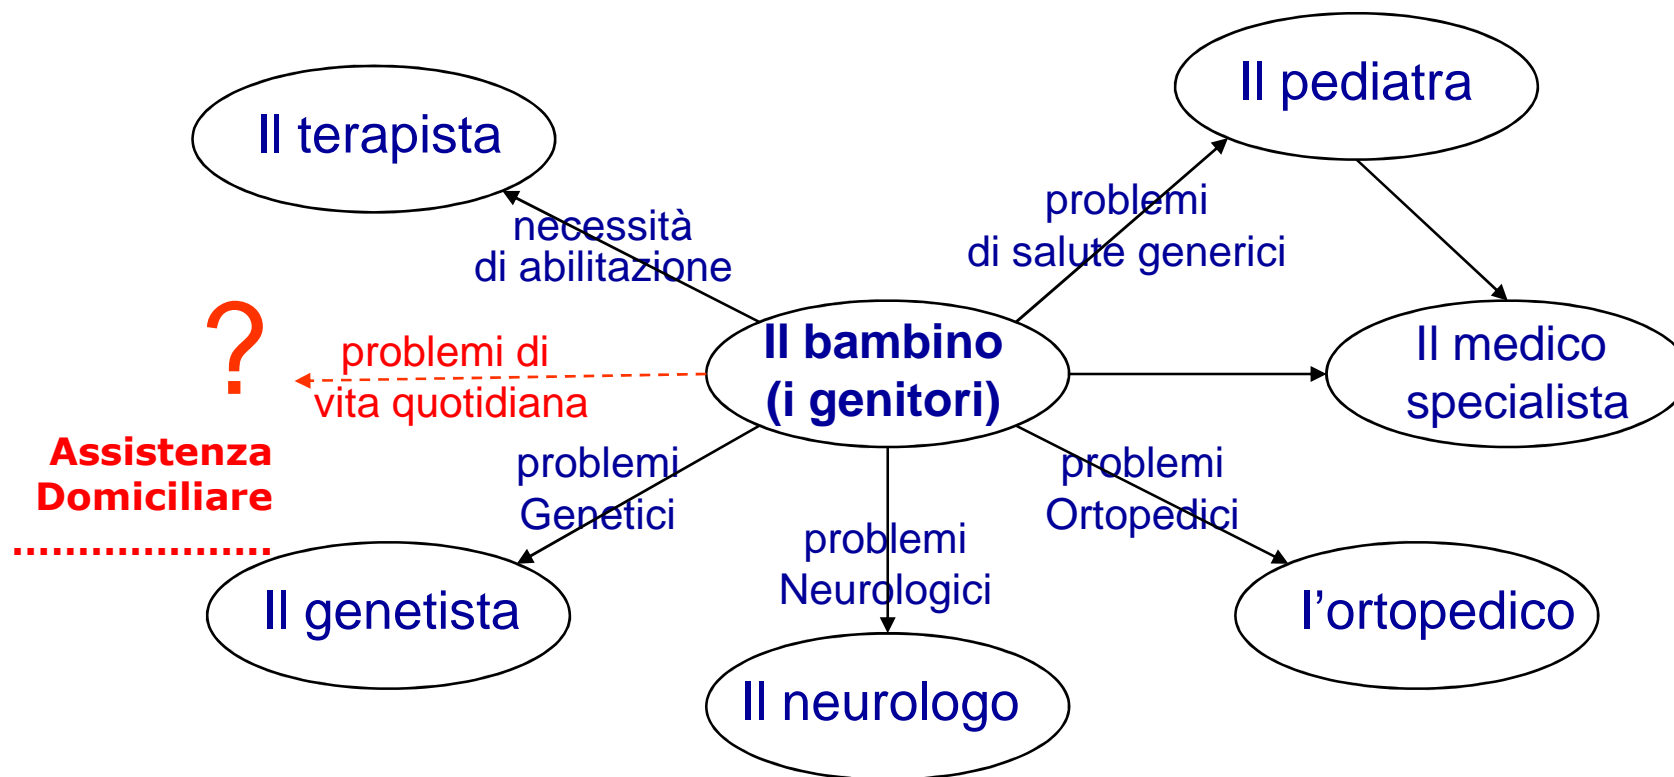 Il pediatra
Il terapista
problemi
di salute generici
necessità
di abilitazione
?
problemi di
vita quotidiana
Il bambino
(i genitori)
Il medico
specialista
Assistenza
Domiciliare
....................
problemi
Genetici
problemi
Neurologici
problemi
Ortopedici
Il genetista
Il neurologo
l’ortopedico